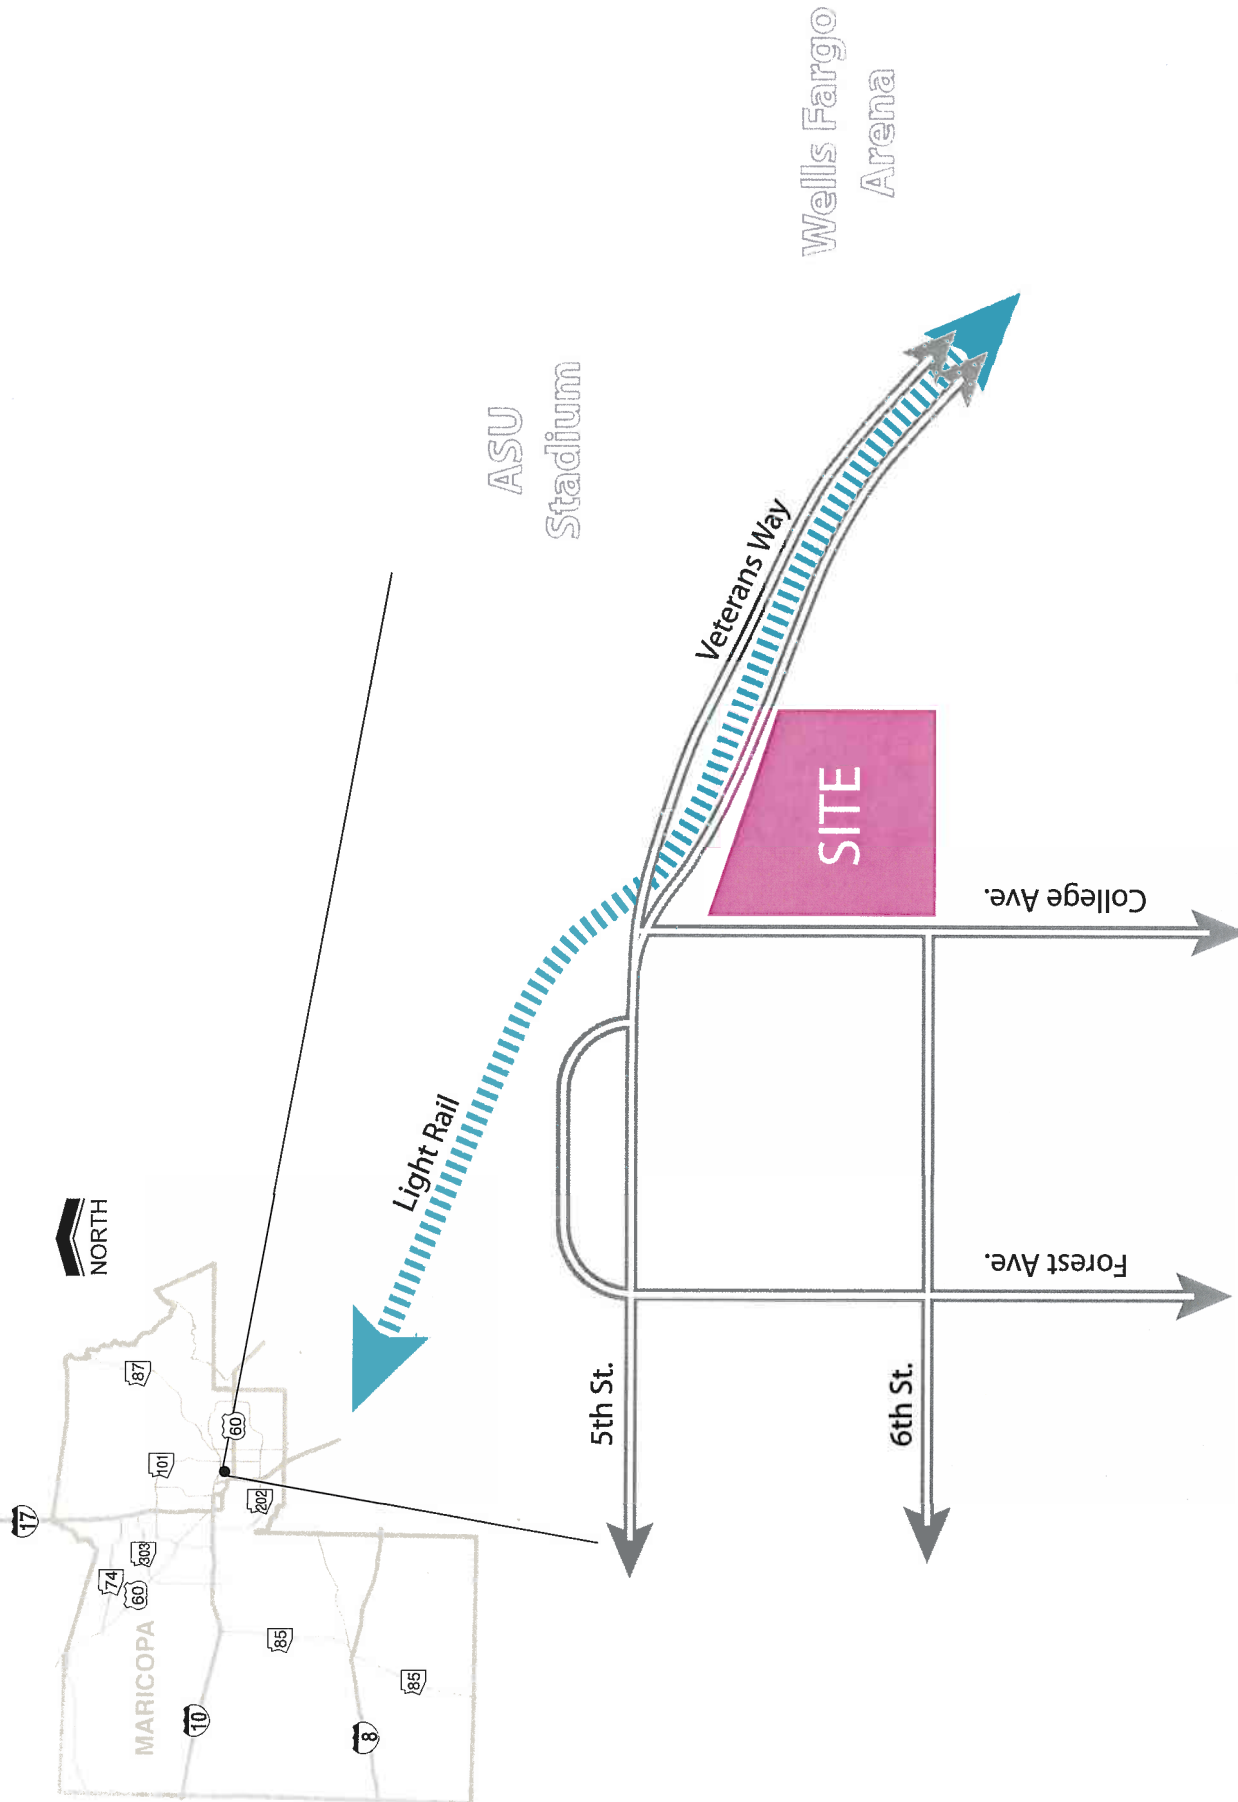 17
NORTH
74
60
303
87
MARICOPA
101
10
60
202
85
8
85
Light Rail
ASU
Stadium
5th St.
Veterans Way
Wells Fargo
Arena
SITE
6th St.
Forest Ave.
College Ave.